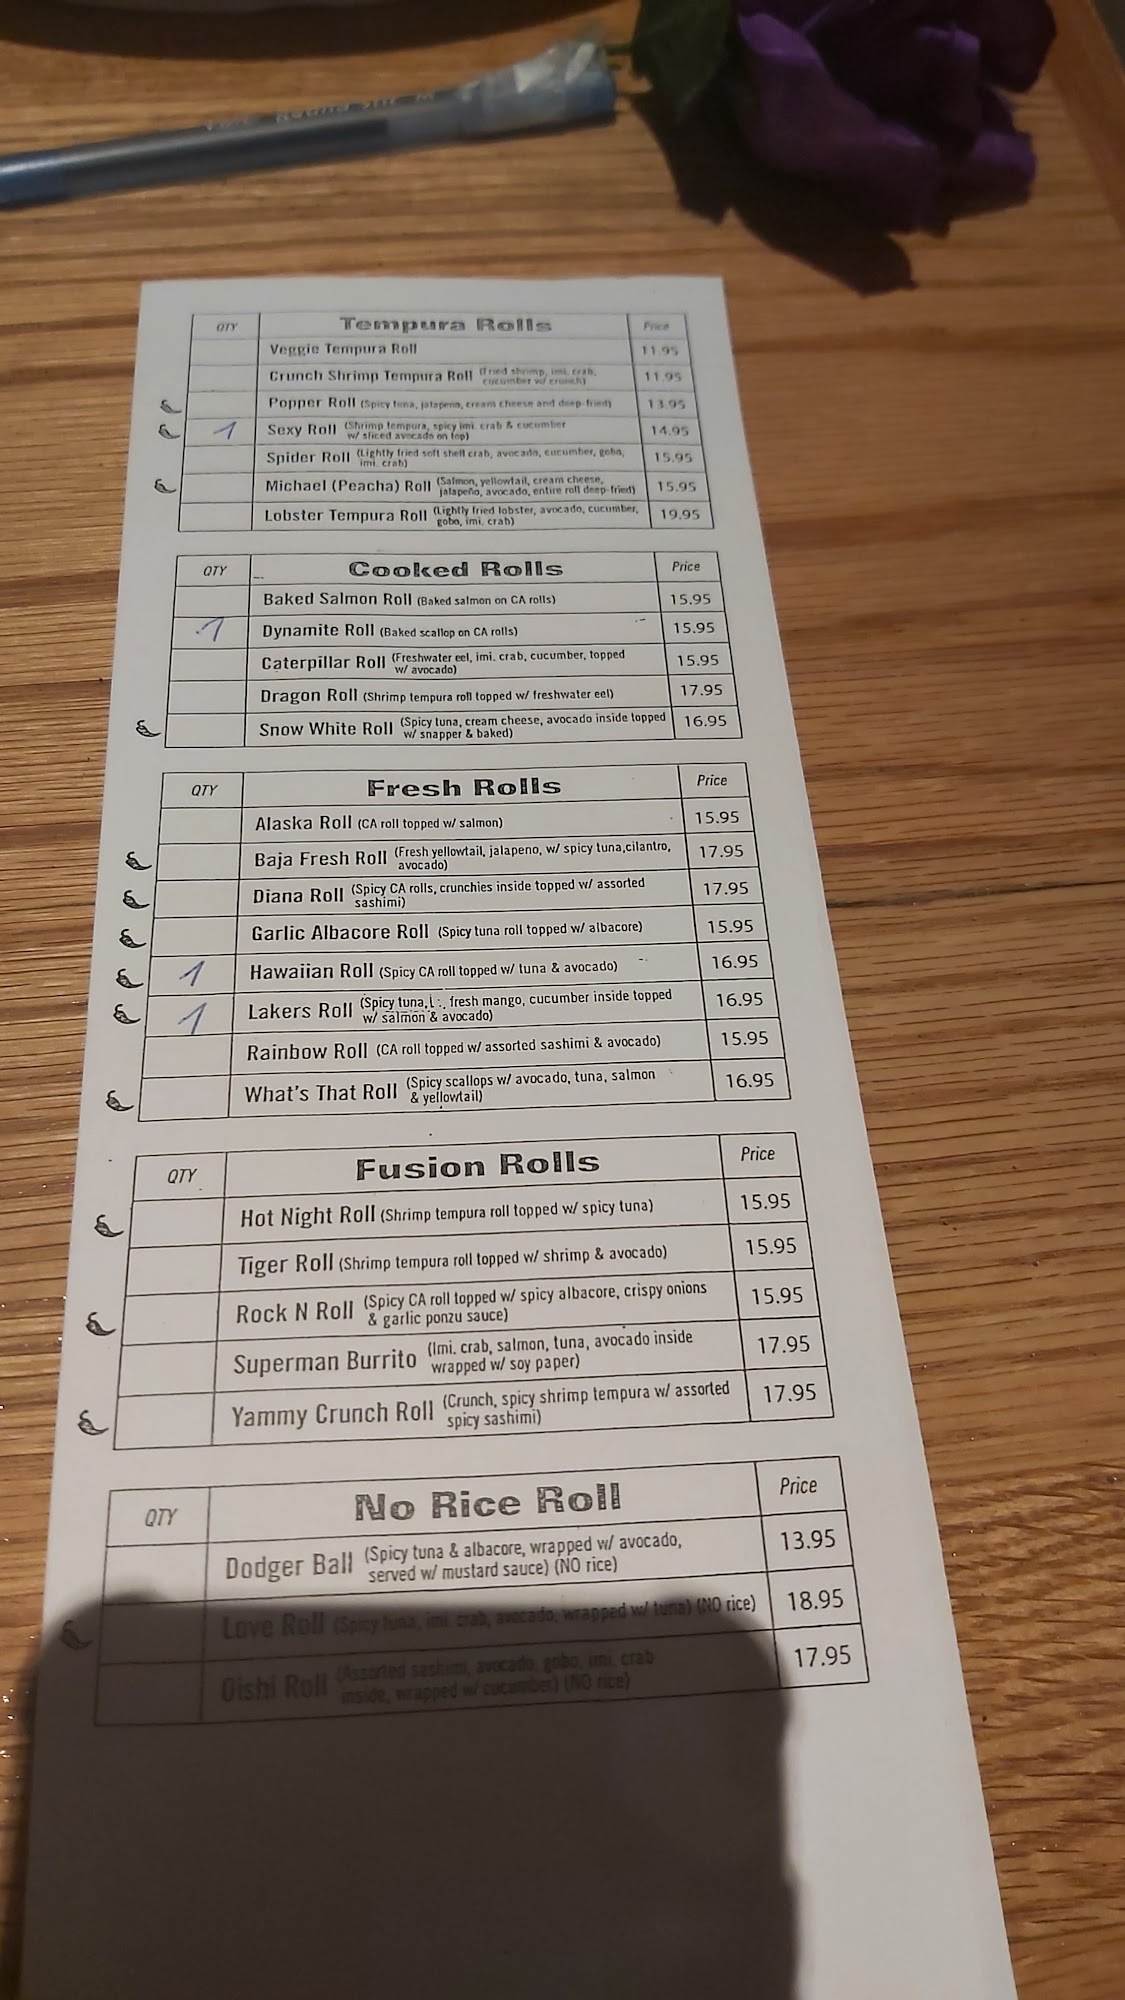 Round Stic M
QTY Tempura Rolls Price
Veggie Tempura Roll 11.95
Crunch Shrimp Tempura Roll (Fried shrimp, imi. crab, 11.95
cucumber w/ crunch)
Popper Roll (Spicy tuna, jalapeno, cream cheese and deep-fried) 13.95
1 Sexy Roll (Shrimp tempura, spicy imi. crab & cucumber 14.95
w/ sliced avocado on top)
Spider Roll (Lightly fried soft shell crab, avocado, cucumber, gobo, 15.95
imi. crab)
Michael (Peacha) Roll (Salmon, yellowtail, cream cheese, 15.95
jalapeño, avocado, entire roll deep-fried)
Lobster Tempura Roll (Lightly fried lobster, avocado, cucumber, 19.95
gobo, imi. crab)
QTY Cooked Rolls Price
Baked Salmon Roll (Baked salmon on CA rolls) 15.95
1 Dynamite Roll (Baked scallop on CA rolls) 15.95
Caterpillar Roll (Freshwater eel, imi. crab, cucumber, topped 15.95
w/ avocado)
Dragon Roll (Shrimp tempura roll topped w/ freshwater eel) 17.95
Snow White Roll (Spicy tuna, cream cheese, avocado inside topped 16.95
w/ snapper & baked)
QTY Fresh Rolls Price
Alaska Roll (CA roll topped w/ salmon) 15.95
Baja Fresh Roll (Fresh yellowtail, jalapeno, w/ spicy tuna,cilantro, 17.95
avocado)
Diana Roll (Spicy CA rolls, crunchies inside topped w/ assorted 17.95
sashimi)
Garlic Albacore Roll (Spicy tuna roll topped w/ albacore) 15.95
1 Hawaiian Roll (Spicy CA roll topped w/ tuna & avocado) 16.95
1 Lakers Roll (Spicy tuna, fresh mango, cucumber inside topped 16.95
w/ salmon & avocado)
Rainbow Roll (CA roll topped w/ assorted sashimi & avocado) 15.95
What's That Roll (Spicy scallops w/ avocado, tuna, salmon 16.95
& yellowtail)
QTY Fusion Rolls Price
Hot Night Roll (Shrimp tempura roll topped w/ spicy tuna) 15.95
Tiger Roll (Shrimp tempura roll topped w/ shrimp & avocado) 15.95
Rock N Roll (Spicy CA roll topped w/ spicy albacore, crispy onions 15.95
& garlic ponzu sauce)
Superman Burrito (Imi. crab, salmon, tuna, avocado inside 17.95
wrapped w/ soy paper)
Yammy Crunch Roll (Crunch, spicy shrimp tempura w/ assorted 17.95
spicy sashimi)
QTY No Rice Roll Price
Dodger Ball (Spicy tuna & albacore, wrapped w/ avocado, 13.95
served w/ mustard sauce) (NO rice)
Love Roll (Spicy tuna, imi. crab, avocado, wrapped w/ tuna) (NO rice) 18.95
Oishi Roll (Assorted sashimi, avocado, gobo, imi. crab 17.95
inside, wrapped w/ cucumber) (NO rice)